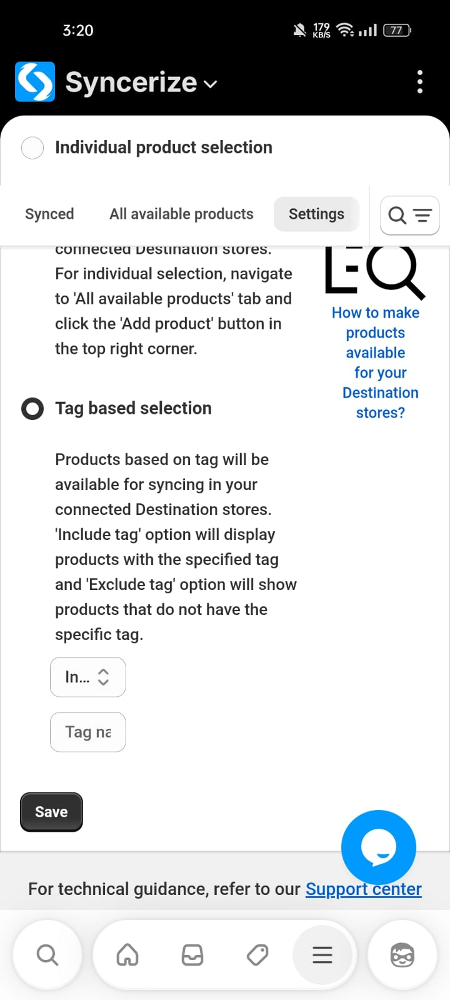 3:20
179
KB/S
77
Syncerize
Individual product selection
Synced
All available products
Settings
connected Destination stores.
For individual selection, navigate
to 'All available products' tab and
click the 'Add product' button in
the top right corner.
How to make
products
available
for your
Destination
stores?
Tag based selection
Products based on tag will be
available for syncing in your
connected Destination stores.
'Include tag' option will display
products with the specified tag
and 'Exclude tag' option will show
products that do not have the
specific tag.
In...
Tag na
Save
For technical guidance, refer to our Support center